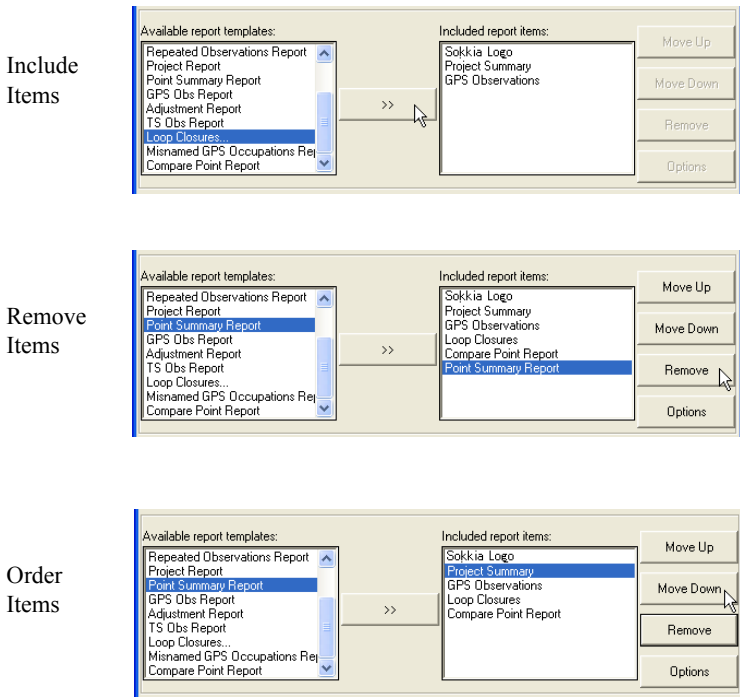 Include
Items
Available report templates:
Repeated Observations Report
Project Report
Point Summary Report
GPS Obs Report
Adjustment Report
TS Obs Report
Loop Closures...
Misnamed GPS Occupations Rep
Compare Point Report
>>
Included report items:
Sokkia Logo
Project Summary
GPS Observations
Move Up
Move Down
Remove
Options
Remove
Items
Available report templates:
Repeated Observations Report
Project Report
Point Summary Report
GPS Obs Report
Adjustment Report
TS Obs Report
Loop Closures...
Misnamed GPS Occupations Rep
Compare Point Report
>>
Included report items:
Sokkia Logo
Project Summary
GPS Observations
Loop Closures
Compare Point Report
Point Summary Report
Move Up
Move Down
Remove
Options
Order
Items
Available report templates:
Repeated Observations Report
Project Report
Point Summary Report
GPS Obs Report
Adjustment Report
TS Obs Report
Loop Closures...
Misnamed GPS Occupations Rep
Compare Point Report
>>
Included report items:
Sokkia Logo
Project Summary
GPS Observations
Loop Closures
Compare Point Report
Move Up
Move Down
Remove
Options